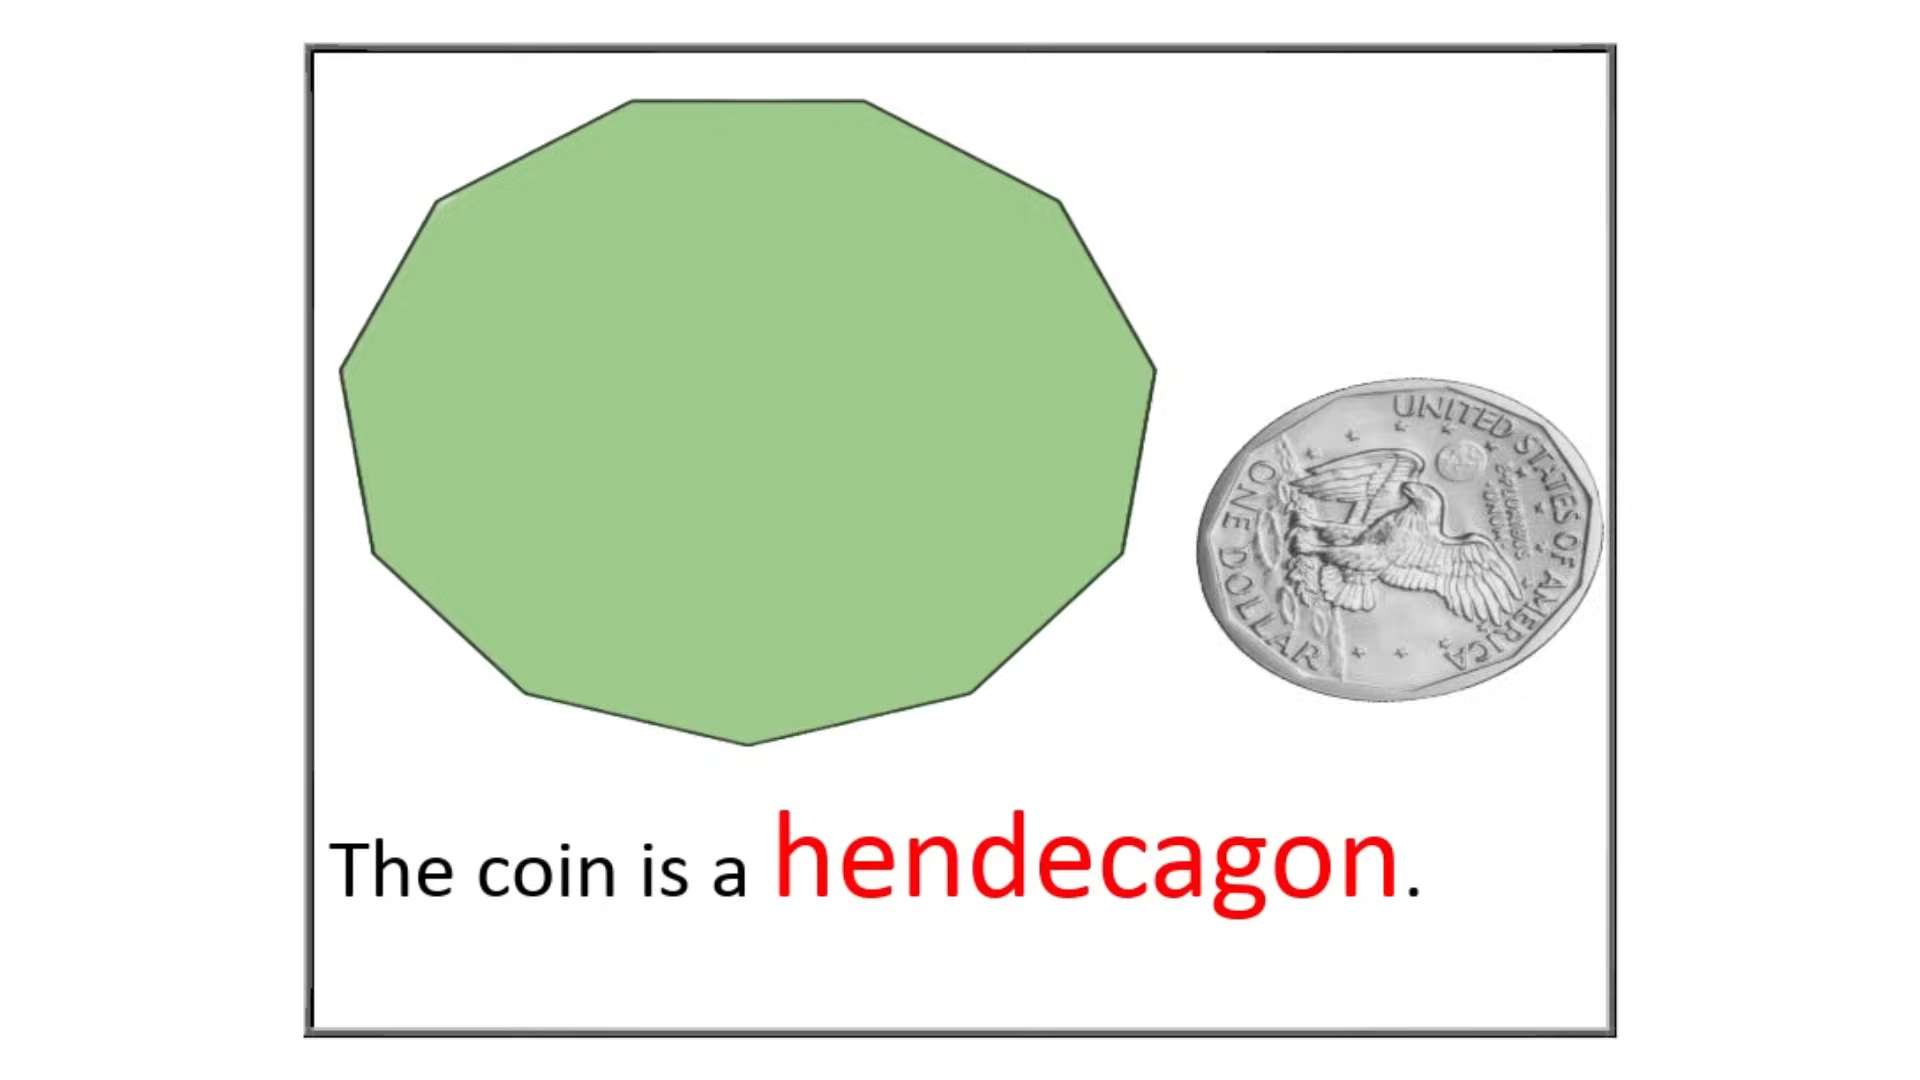 UNITED STATES OF AMERICA
E PLURIBUS
UNUM
ONE DOLLAR
The coin is a hendecagon.